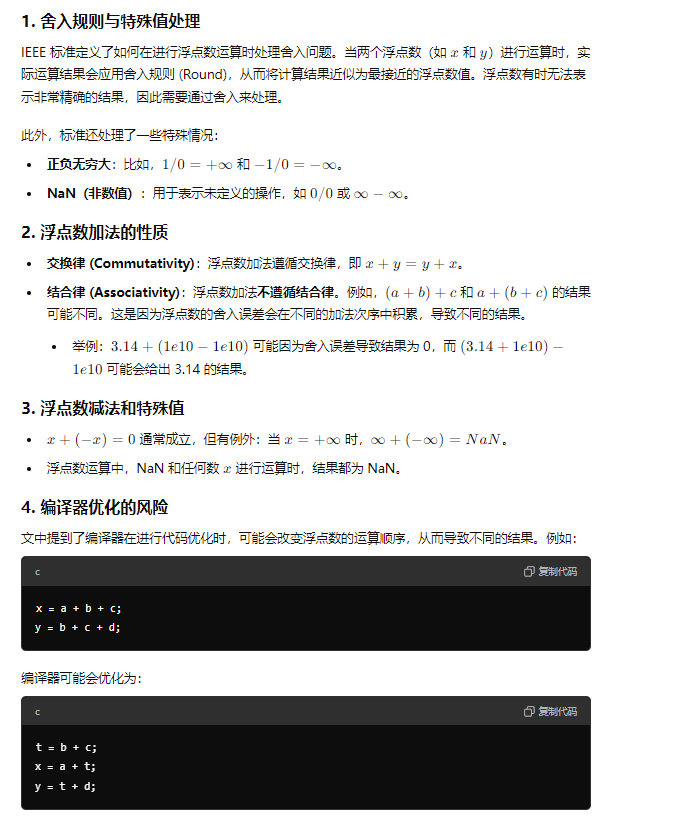 1. 舍入规则与特殊值处理
IEEE 标准定义了如何在进行浮点数运算时处理舍入问题。当两个浮点数（如 x 和 y）进行运算时，实
际运算结果会应用舍入规则 (Round)，从而将计算结果近似为最接近的浮点数值。浮点数有时无法表
示非常精确的结果，因此需要通过舍入来处理。
此外，标准还处理了一些特殊情况：
• 正负无穷大：比如，1/0 = +∞ 和 −1/0 = −∞。
• NaN（非数值）：用于表示未定义的操作，如 0/0 或 ∞ − ∞。
2. 浮点数加法的性质
• 交换律 (Commutativity)：浮点数加法遵循交换律，即 x + y = y + x。
• 结合律 (Associativity)：浮点数加法不遵循结合律。例如，(a + b) + c 和 a + (b + c) 的结果
可能不同。这是因为浮点数的舍入误差会在不同的加法次序中积累，导致不同的结果。
• 举例：3.14 + (1e10 − 1e10) 可能因为舍入误差导致结果为 0，而 (3.14 + 1e10) −
1e10 可能会给出 3.14 的结果。
3. 浮点数减法和特殊值
• x + (−x) = 0 通常成立，但有例外：当 x = +∞ 时，∞ + (−∞) = NaN。
• 浮点数运算中，NaN 和任何数 x 进行运算时，结果都为 NaN。
4. 编译器优化的风险
文中提到了编译器在进行代码优化时，可能会改变浮点数的运算顺序，从而导致不同的结果。例如：
c 复制代码
x = a + b + c;
y = b + c + d;
编译器可能会优化为：
c 复制代码
t = b + c;
x = a + t;
y = t + d;